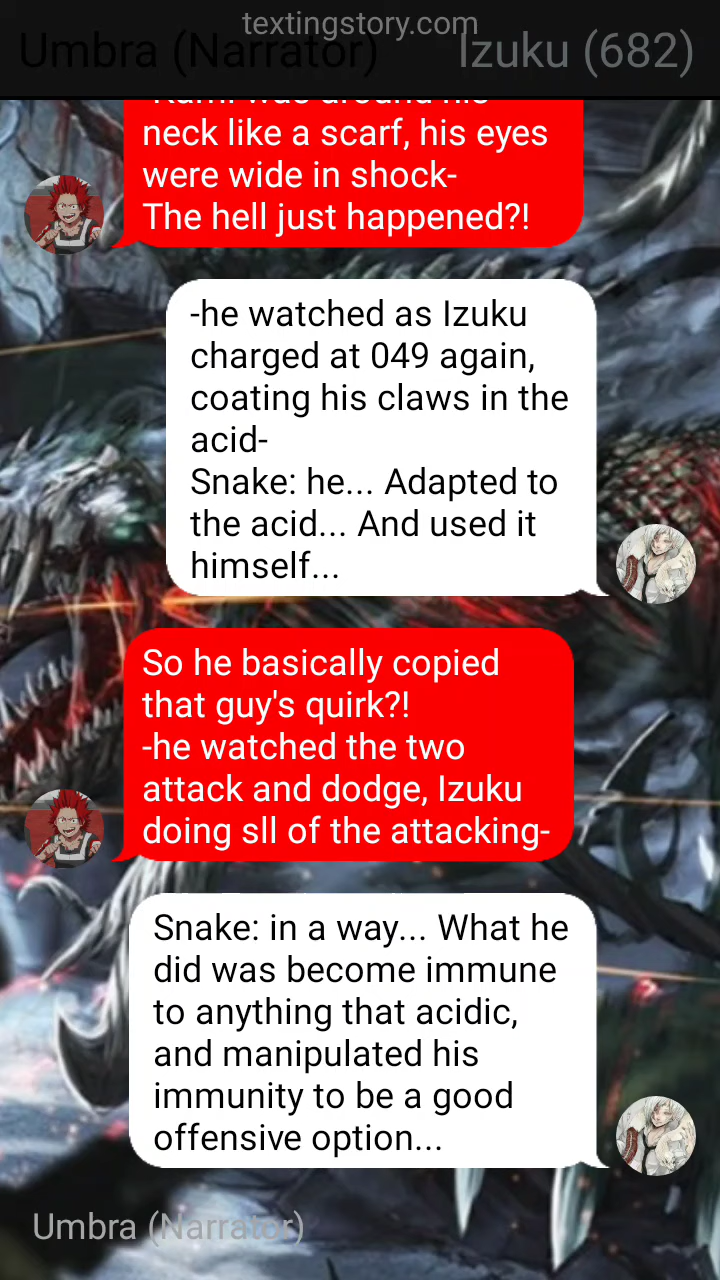 textingstory.com
Umbra (Narrator) Izuku (682)
neck like a scarf, his eyes
were wide in shock-
The hell just happened?!
-he watched as Izuku
charged at 049 again,
coating his claws in the
acid-
Snake: he... Adapted to
the acid... And used it
himself...
So he basically copied
that guy's quirk?!
-he watched the two
attack and dodge, Izuku
doing sll of the attacking-
Snake: in a way... What he
did was become immune
to anything that acidic,
and manipulated his
immunity to be a good
offensive option...
Umbra (Narrator)